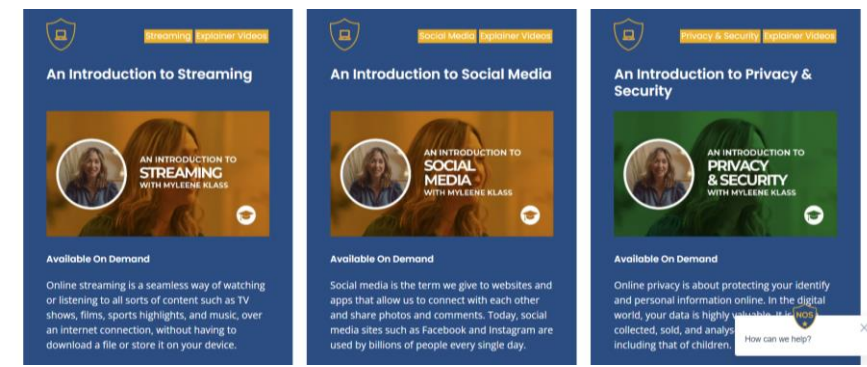 Streaming Explainer Videos
An Introduction to Streaming
AN INTRODUCTION TO
STREAMING
WITH MYLEENE KLASS
Available On Demand
Online streaming is a seamless way of watching
or listening to all sorts of content such as TV
shows, films, sports highlights, and music, over
an internet connection, without having to
download a file or store it on your device.
Social Media Explainer Videos
An Introduction to Social Media
AN INTRODUCTION TO
SOCIAL
MEDIA
WITH MYLEENE KLASS
Available On Demand
Social media is the term we give to websites and
apps that allow us to connect with each other
and share photos and comments. Today, social
media sites such as Facebook and Instagram are
used by billions of people every single day.
Privacy & Security Explainer Videos
An Introduction to Privacy &
Security
AN INTRODUCTION TO
PRIVACY
& SECURITY
WITH MYLEENE KLASS
Available On Demand
Online privacy is about protecting your identify
and personal information online. In the digital
world, your data is highly
collected, sold, and
including that of children.
NOS
How can we help?